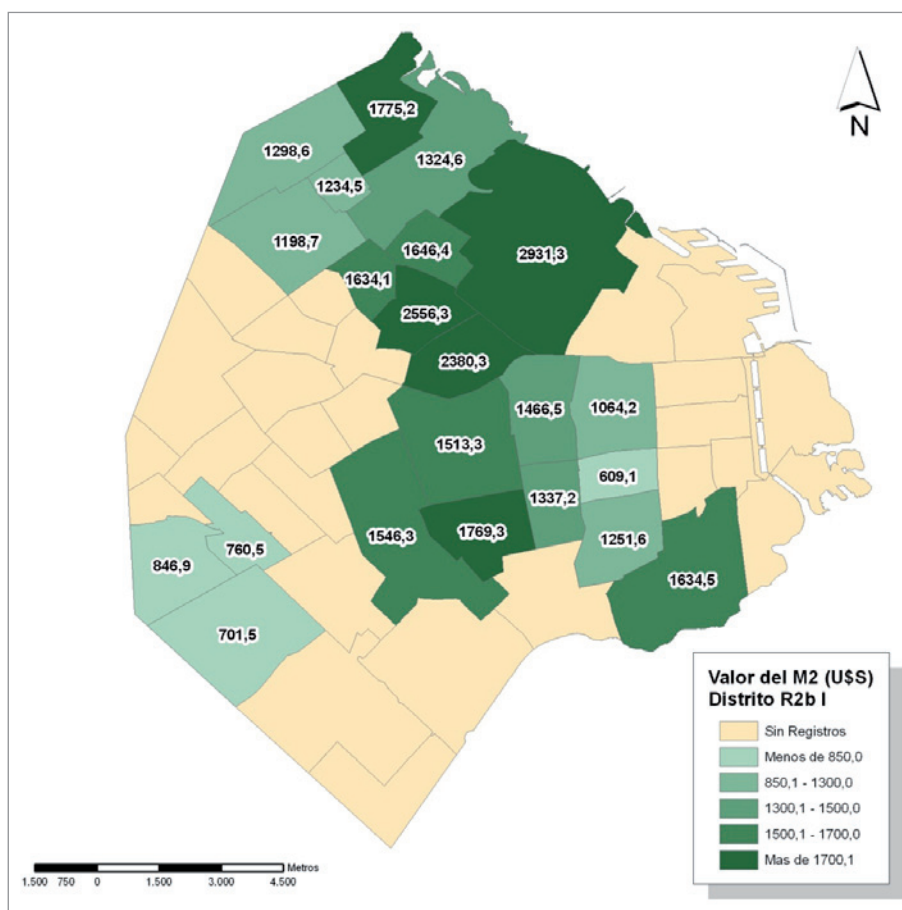 1775,2
1298,6
1324,6
1234,5
1198,7
1646,4
2931,3
1634,1
2556,3
2380,3
1466,5
1064,2
1513,3
609,1
1337,2
1769,3
1546,3
1251,6
760,5
846,9
1634,5
701,5
N
Valor del M2 (U$S)
Distrito R2b I
Sin Registros
Menos de 850,0
850,1 - 1300,0
1300,1 - 1500,0
1500,1 - 1700,0
Mas de 1700,1
Metros
1.500 750 0 1.500 3.000 4.500